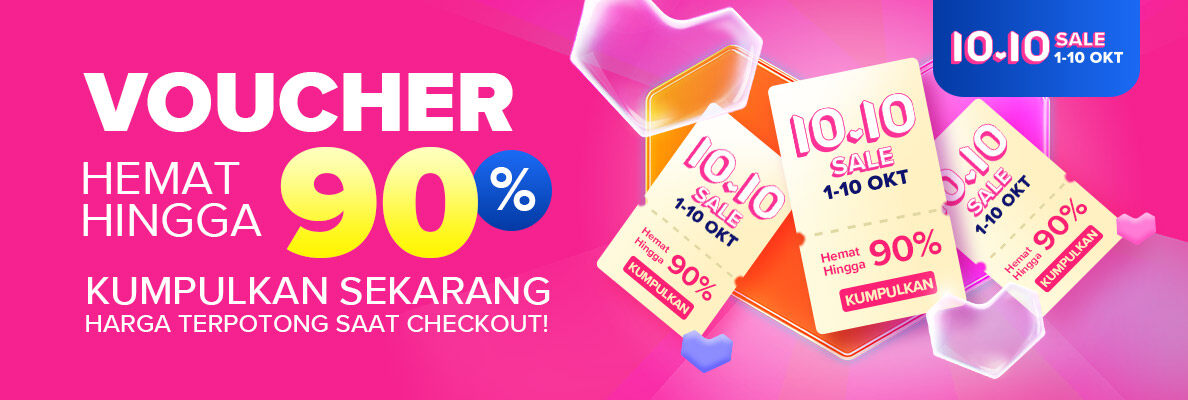 VOUCHER
HEMAT
HINGGA
90%
KUMPULKAN SEKARANG
HARGA TERPOTONG SAAT CHECKOUT!
10.10
SALE
1-10 OKT
Hemat
Hingga
90%
KUMPULKAN
10.10
SALE
1-10 OKT
Hemat
Hingga
90%
KUMPULKAN
10.10
SALE
1-10 OKT
Hemat
Hingga
90%
KUMPULKAN
10.10
SALE
1-10 OKT